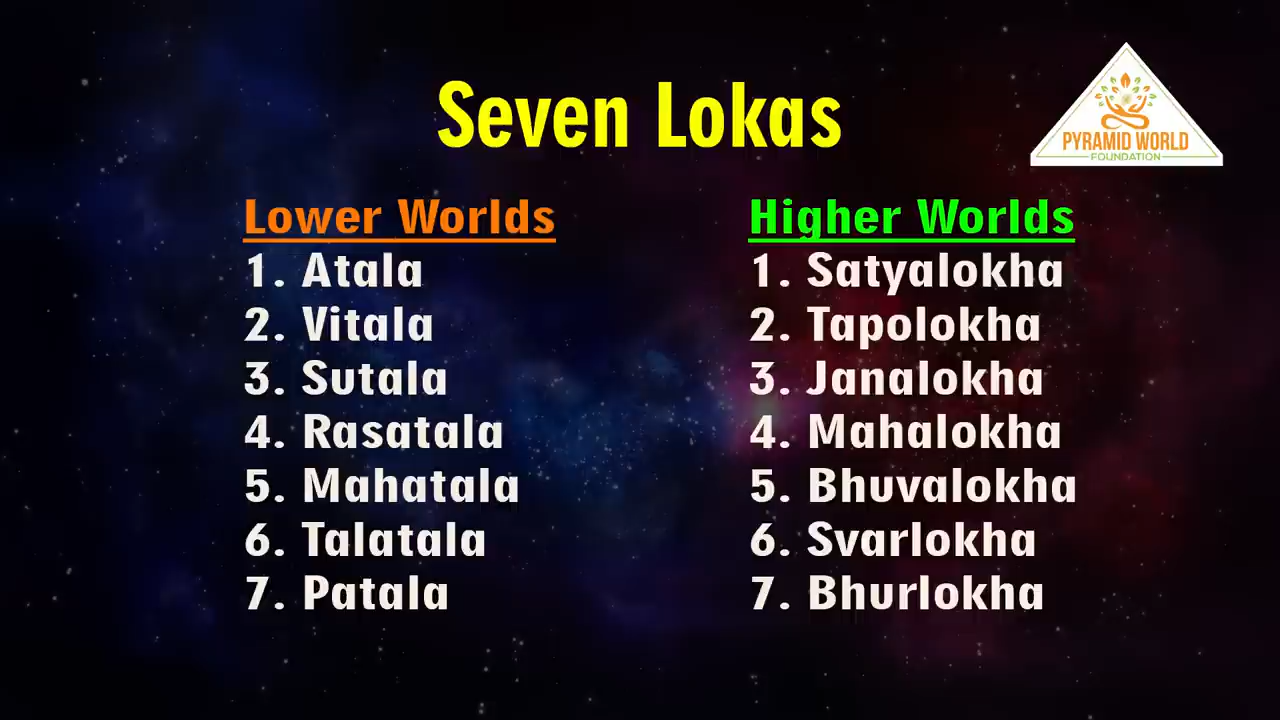 Seven Lokas
PYRAMID WORLD
FOUNDATION
Lower Worlds
1. Atala
2. Vitala
3. Sutala
4. Rasatala
5. Mahatala
6. Talatala
7. Patala
Higher Worlds
1. Satyalokha
2. Tapolokha
3. Janalokha
4. Mahalokha
5. Bhuvalokha
6. Svarlokha
7. Bhurlokha